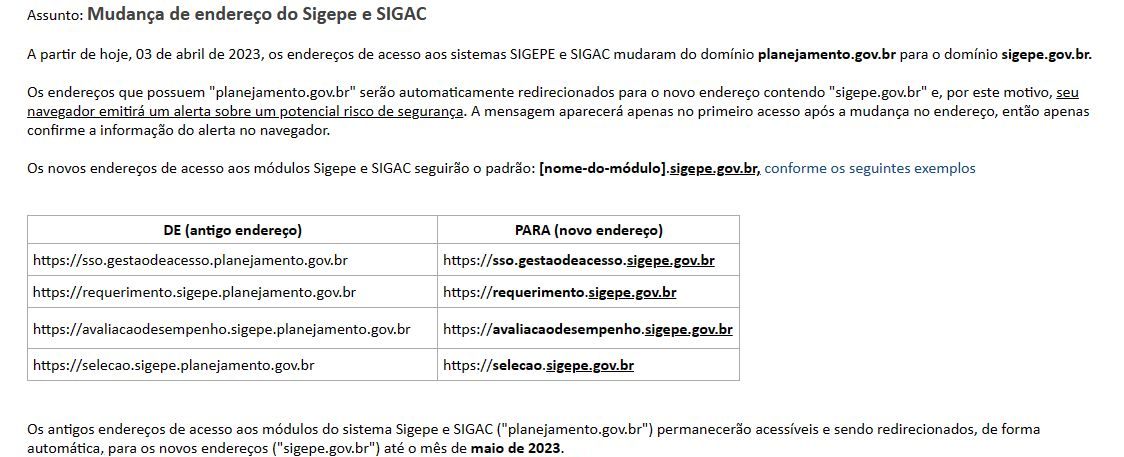 Assunto: Mudança de endereço do Sigepe e SIGAC
A partir de hoje, 03 de abril de 2023, os endereços de acesso aos sistemas SIGEPE e SIGAC mudaram do domínio planejamento.gov.br para o domínio sigepe.gov.br.
Os endereços que possuem "planejamento.gov.br" serão automaticamente redirecionados para o novo endereço contendo "sigepe.gov.br" e, por este motivo, seu
navegador emitirá um alerta sobre um potencial risco de segurança. A mensagem aparecerá apenas no primeiro acesso após a mudança no endereço, então apenas
confirme a informação do alerta no navegador.
Os novos endereços de acesso aos módulos Sigepe e SIGAC seguirão o padrão: [nome-do-módulo].sigepe.gov.br, conforme os seguintes exemplos
DE (antigo endereço) PARA (novo endereço)
https://sso.gestaodeacesso.planejamento.gov.br https://sso.gestaodeacesso.sigepe.gov.br
https://requerimento.sigepe.planejamento.gov.br https://requerimento.sigepe.gov.br
https://avaliacaodesempenho.sigepe.planejamento.gov.br https://avaliacaodesempenho.sigepe.gov.br
https://selecao.sigepe.planejamento.gov.br https://selecao.sigepe.gov.br
Os antigos endereços de acesso aos módulos do sistema Sigepe e SIGAC ("planejamento.gov.br") permanecerão acessíveis e sendo redirecionados, de forma
automática, para os novos endereços ("sigepe.gov.br") até o mês de maio de 2023.